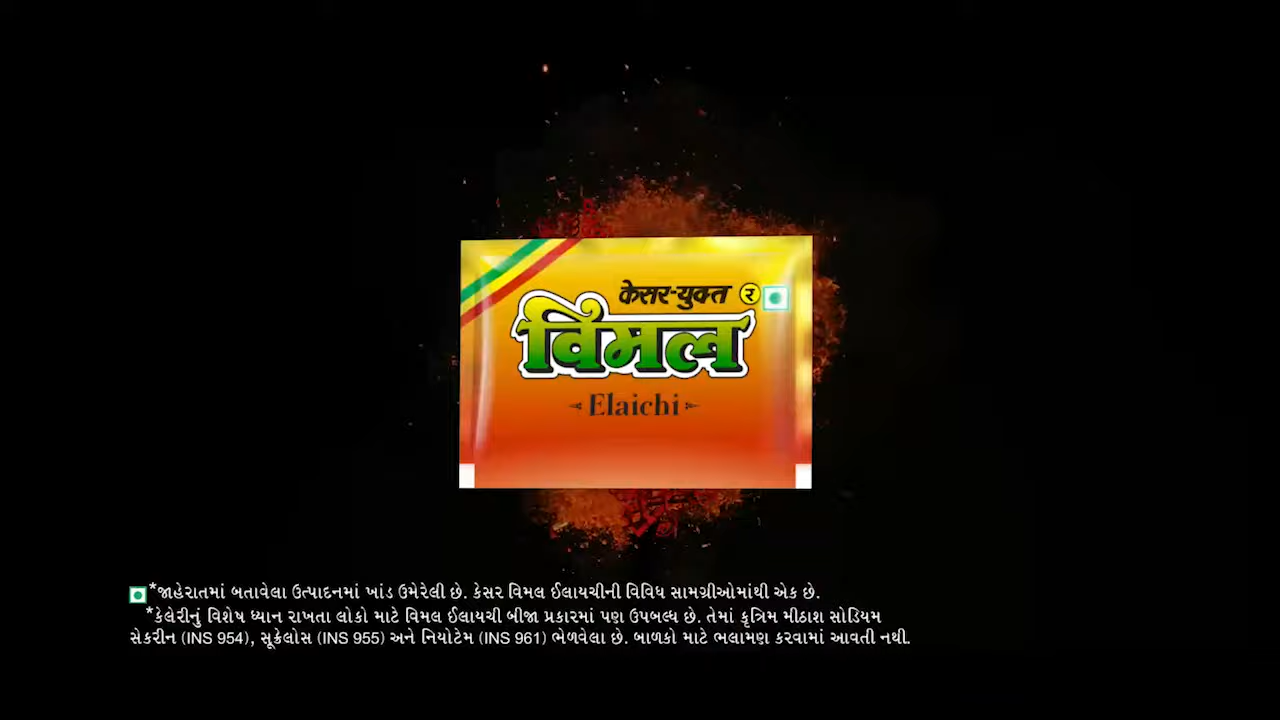 केसर-युक्त र
विमल
Elaichi
*જાહેરાતમાં બતાવેલા ઉત્પાદનમાં ખાંડ ઉમેરેલી છે. કેસર વિમલ ઈલાયચીની વિવિધ સામગ્રીઓમાંથી એક છે.
*કેલેરીનું વિશેષ ધ્યાન રાખતા લોકો માટે વિમલ ઈલાયચી બીજા પ્રકારમાં પણ ઉપબલ્ધ છે. તેમાં કૃત્રિમ મીઠાશ સોડિયમ
સેકરીન (INS 954), સૂક્રેલોસ (INS 955) અને નિયોટેમ (INS 961) ભેળવેલા છે. બાળકો માટે ભલામણ કરવામાં આવતી નથી.